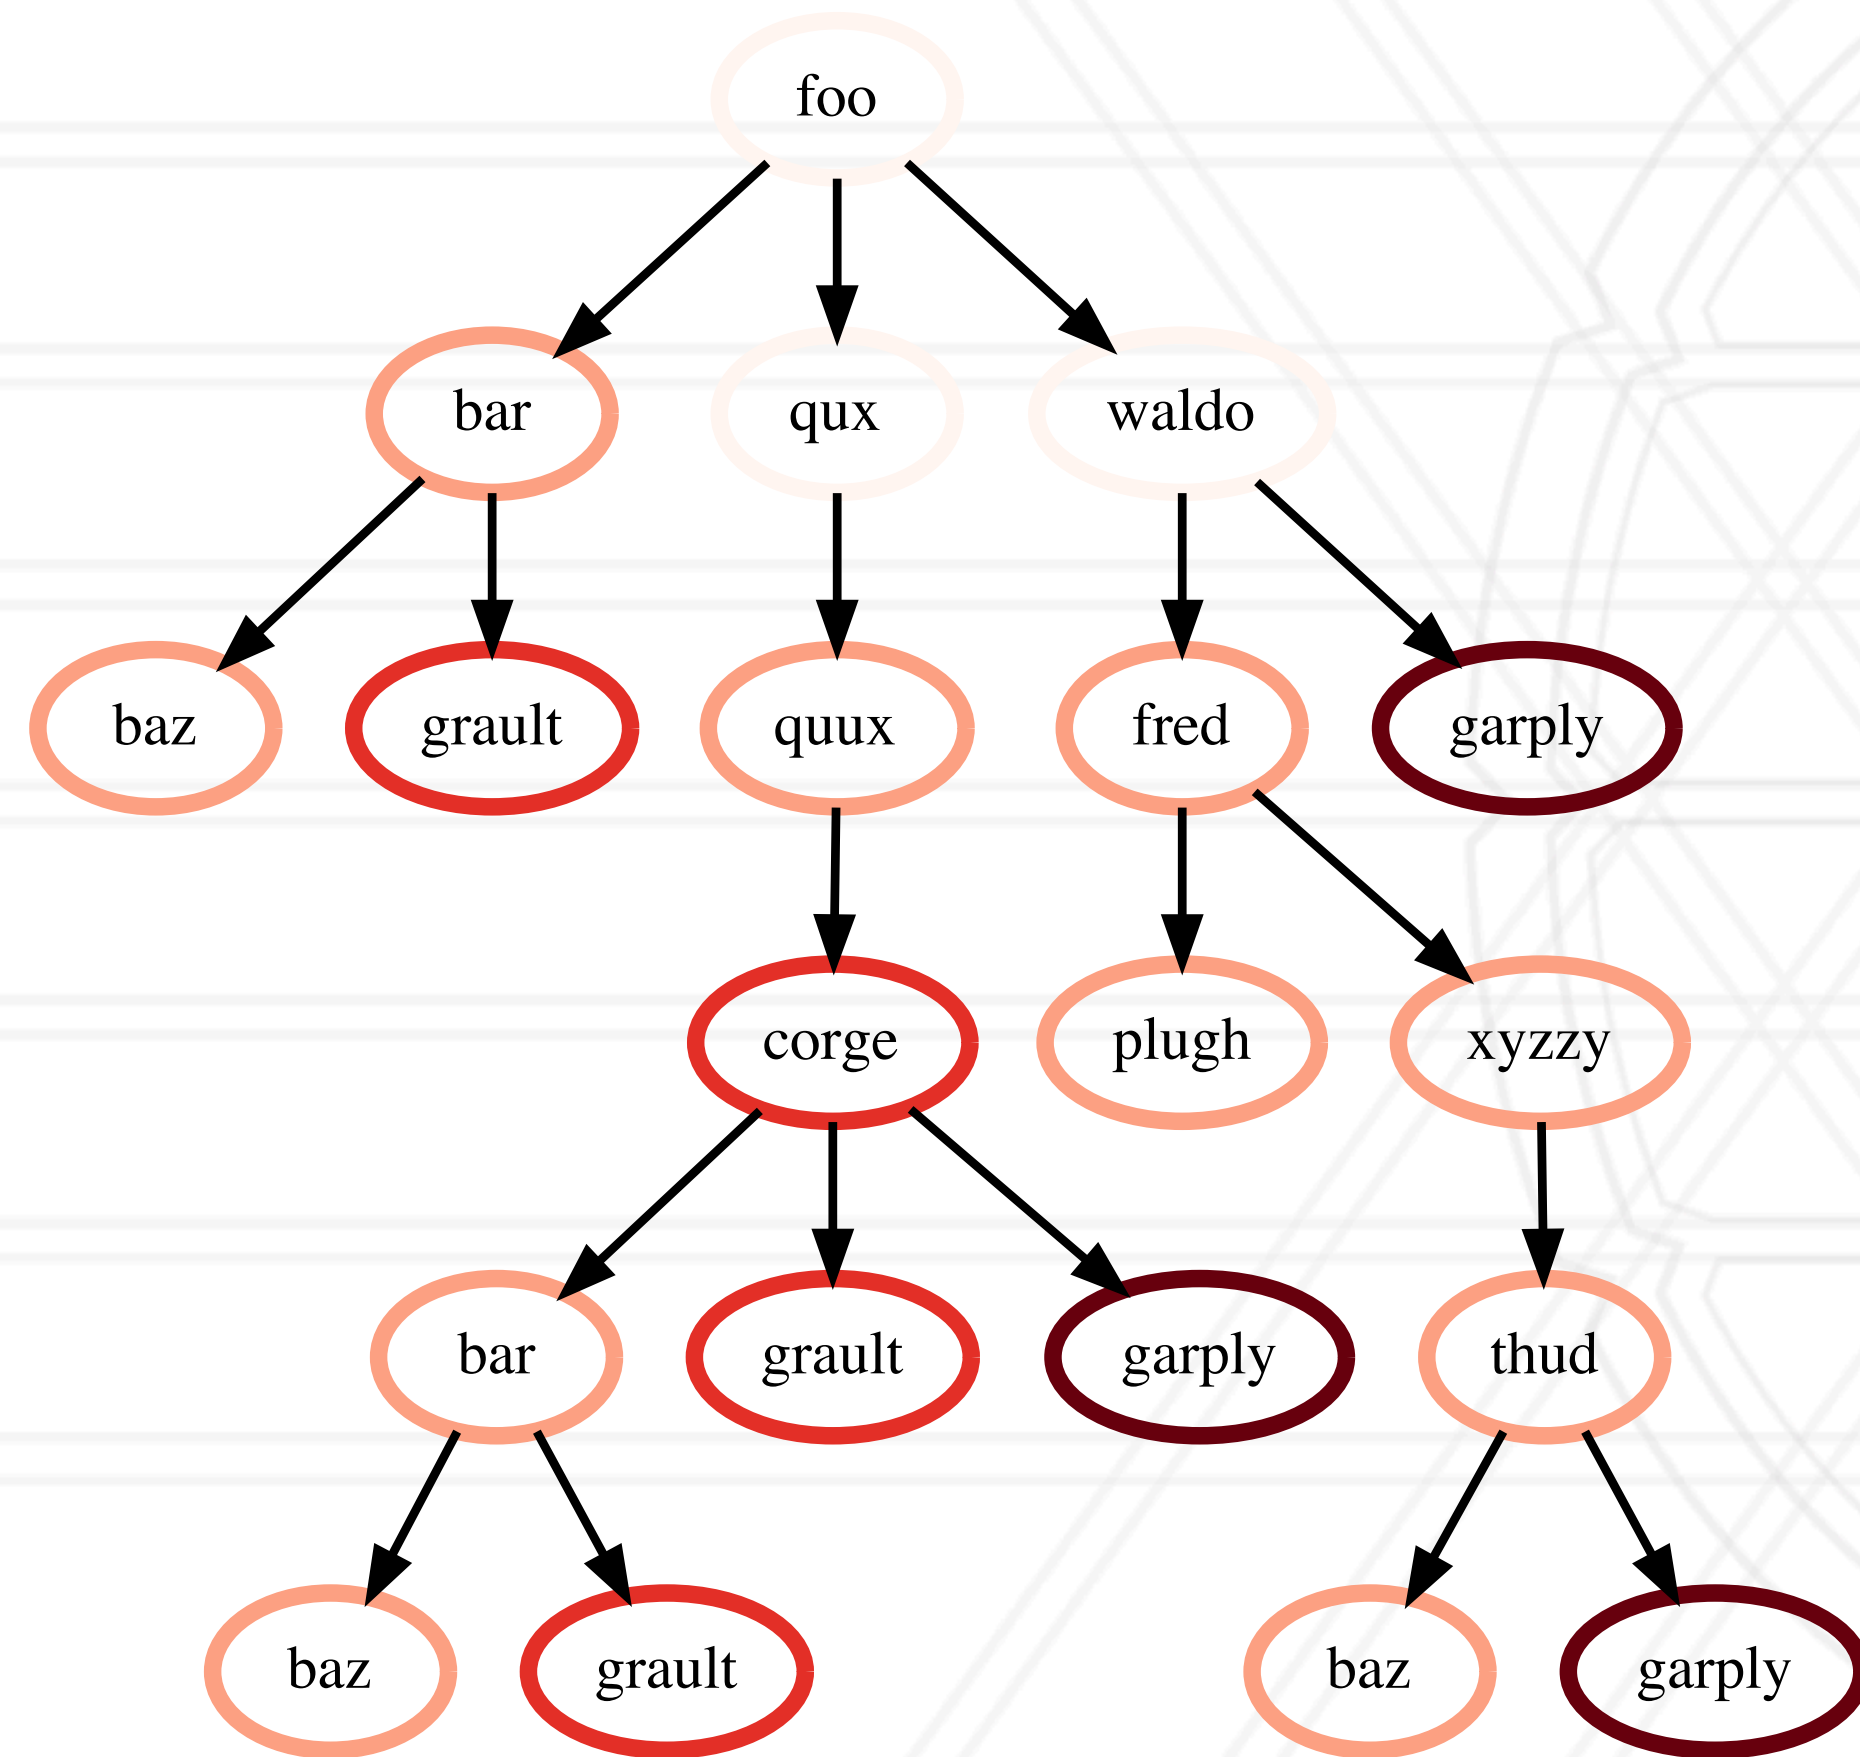 foo
bar
qux
waldo
baz
grault
quux
fred
garply
corge
plugh
xyzzy
bar
grault
garply
thud
baz
grault
baz
garply